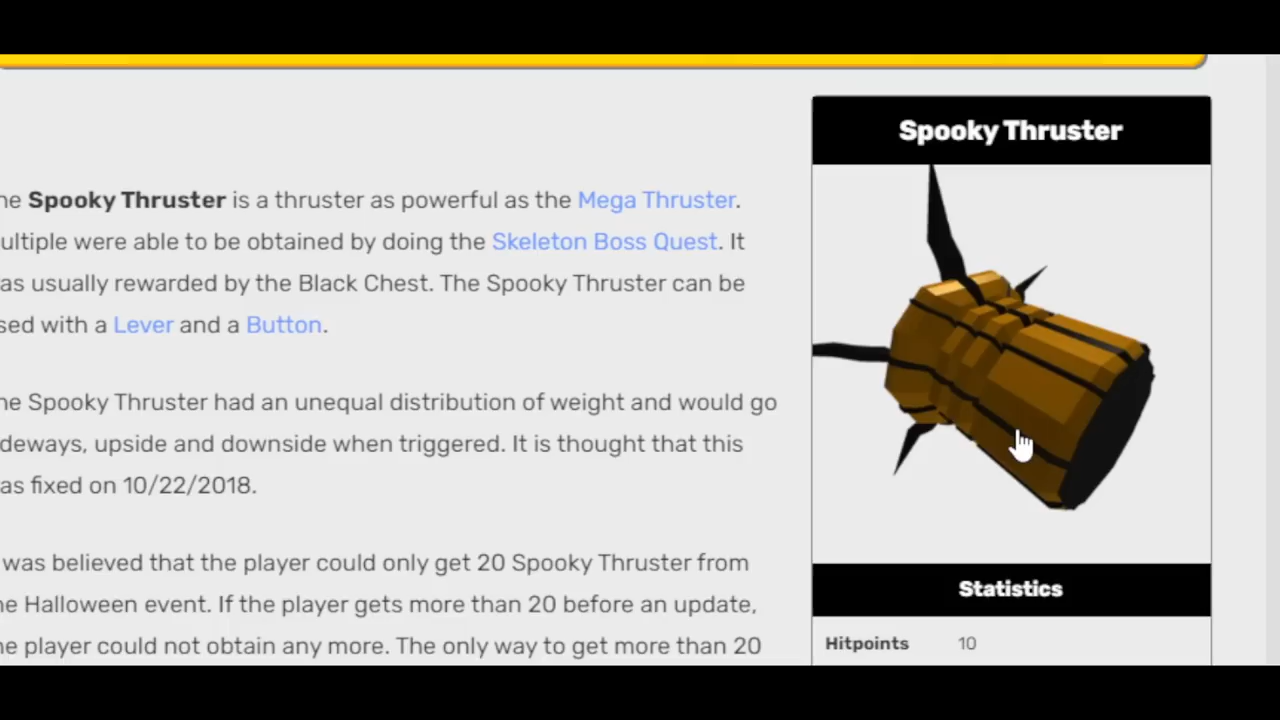 Spooky Thruster
he Spooky Thruster is a thruster as powerful as the Mega Thruster.
ultiple were able to be obtained by doing the Skeleton Boss Quest. It
as usually rewarded by the Black Chest. The Spooky Thruster can be
sed with a Lever and a Button.
he Spooky Thruster had an unequal distribution of weight and would go
deways, upside and downside when triggered. It is thought that this
as fixed on 10/22/2018.
was believed that the player could only get 20 Spooky Thruster from
he Halloween event. If the player gets more than 20 before an update,
he player could not obtain any more. The only way to get more than 20
Statistics
Hitpoints 10